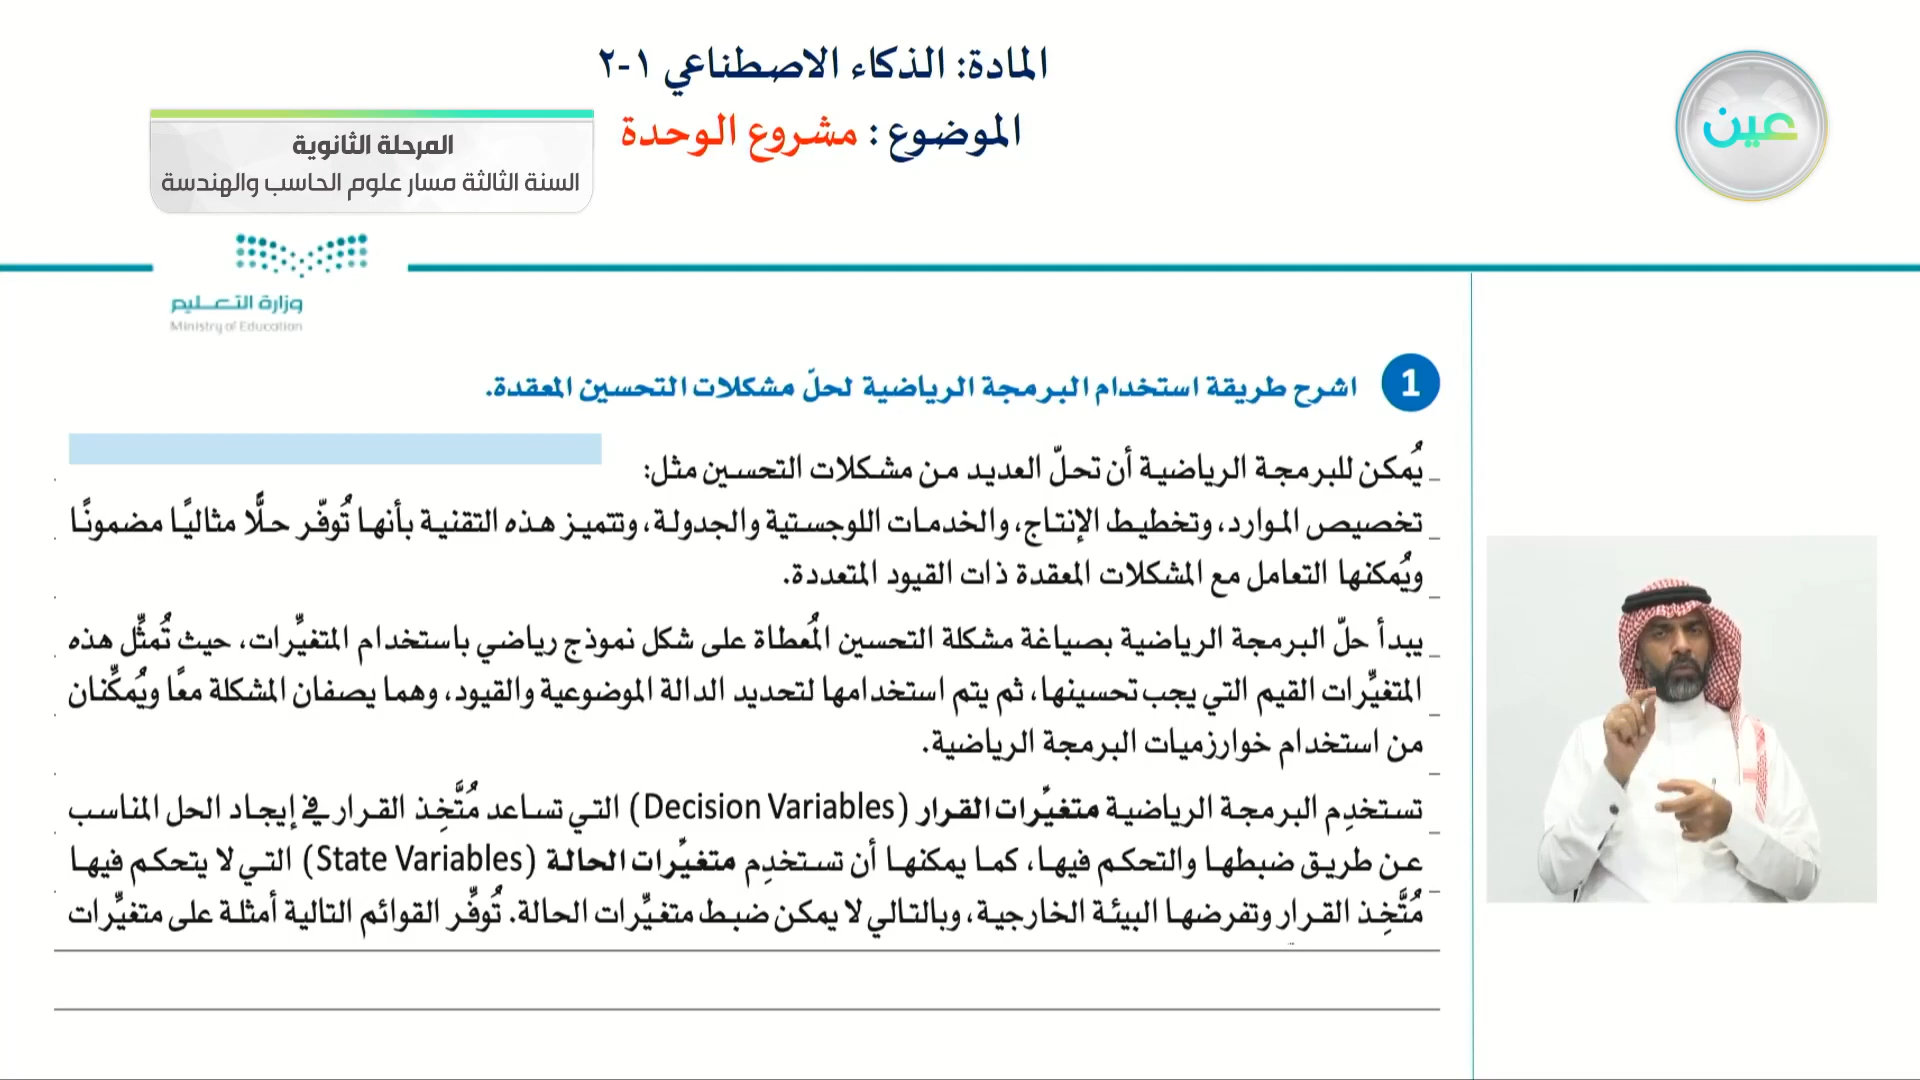 المادة: الذكاء الاصطناعي ١-٢
الموضوع : مشروع الوحدة
المرحلة الثانوية
السنة الثالثة مسار علوم الحاسب والهندسة
عين
وزارة التعليم
Ministry of Education
1 اشرح طريقة استخدام البرمجة الرياضية لحلّ مشكلات التحسين المعقدة.
يُمكن للبرمجة الرياضية أن تحلّ العديد من مشكلات التحسين مثل:
تخصيص الموارد، وتخطيط الإنتاج، والخدمات اللوجستية والجدولة، وتتميز هذه التقنية بأنها تُوفّر حلًّا مثاليًا مضمونًا
ويُمكنها التعامل مع المشكلات المعقدة ذات القيود المتعددة.
يبدأ حلّ البرمجة الرياضية بصياغة مشكلة التحسين المُعطاة على شكل نموذج رياضي باستخدام المتغيِّرات، حيث تُمثِّل هذه
المتغيِّرات القيم التي يجب تحسينها، ثم يتم استخدامها لتحديد الدالة الموضوعية والقيود، وهما يصفان المشكلة معًا ويُمكِّنان
من استخدام خوارزميات البرمجة الرياضية.
تستخدِم البرمجة الرياضية متغيِّرات القرار (Decision Variables) التي تساعد مُتَّخِذ القرار في إيجاد الحل المناسب
عن طريق ضبطها والتحكم فيها، كما يمكنها أن تستخدِم متغيِّرات الحالة (State Variables) التي لا يتحكم فيها
مُتَّخِذ القرار وتفرضها البيئة الخارجية، وبالتالي لا يمكن ضبط متغيِّرات الحالة. تُوفِّر القوائم التالية أمثلة على متغيِّرات